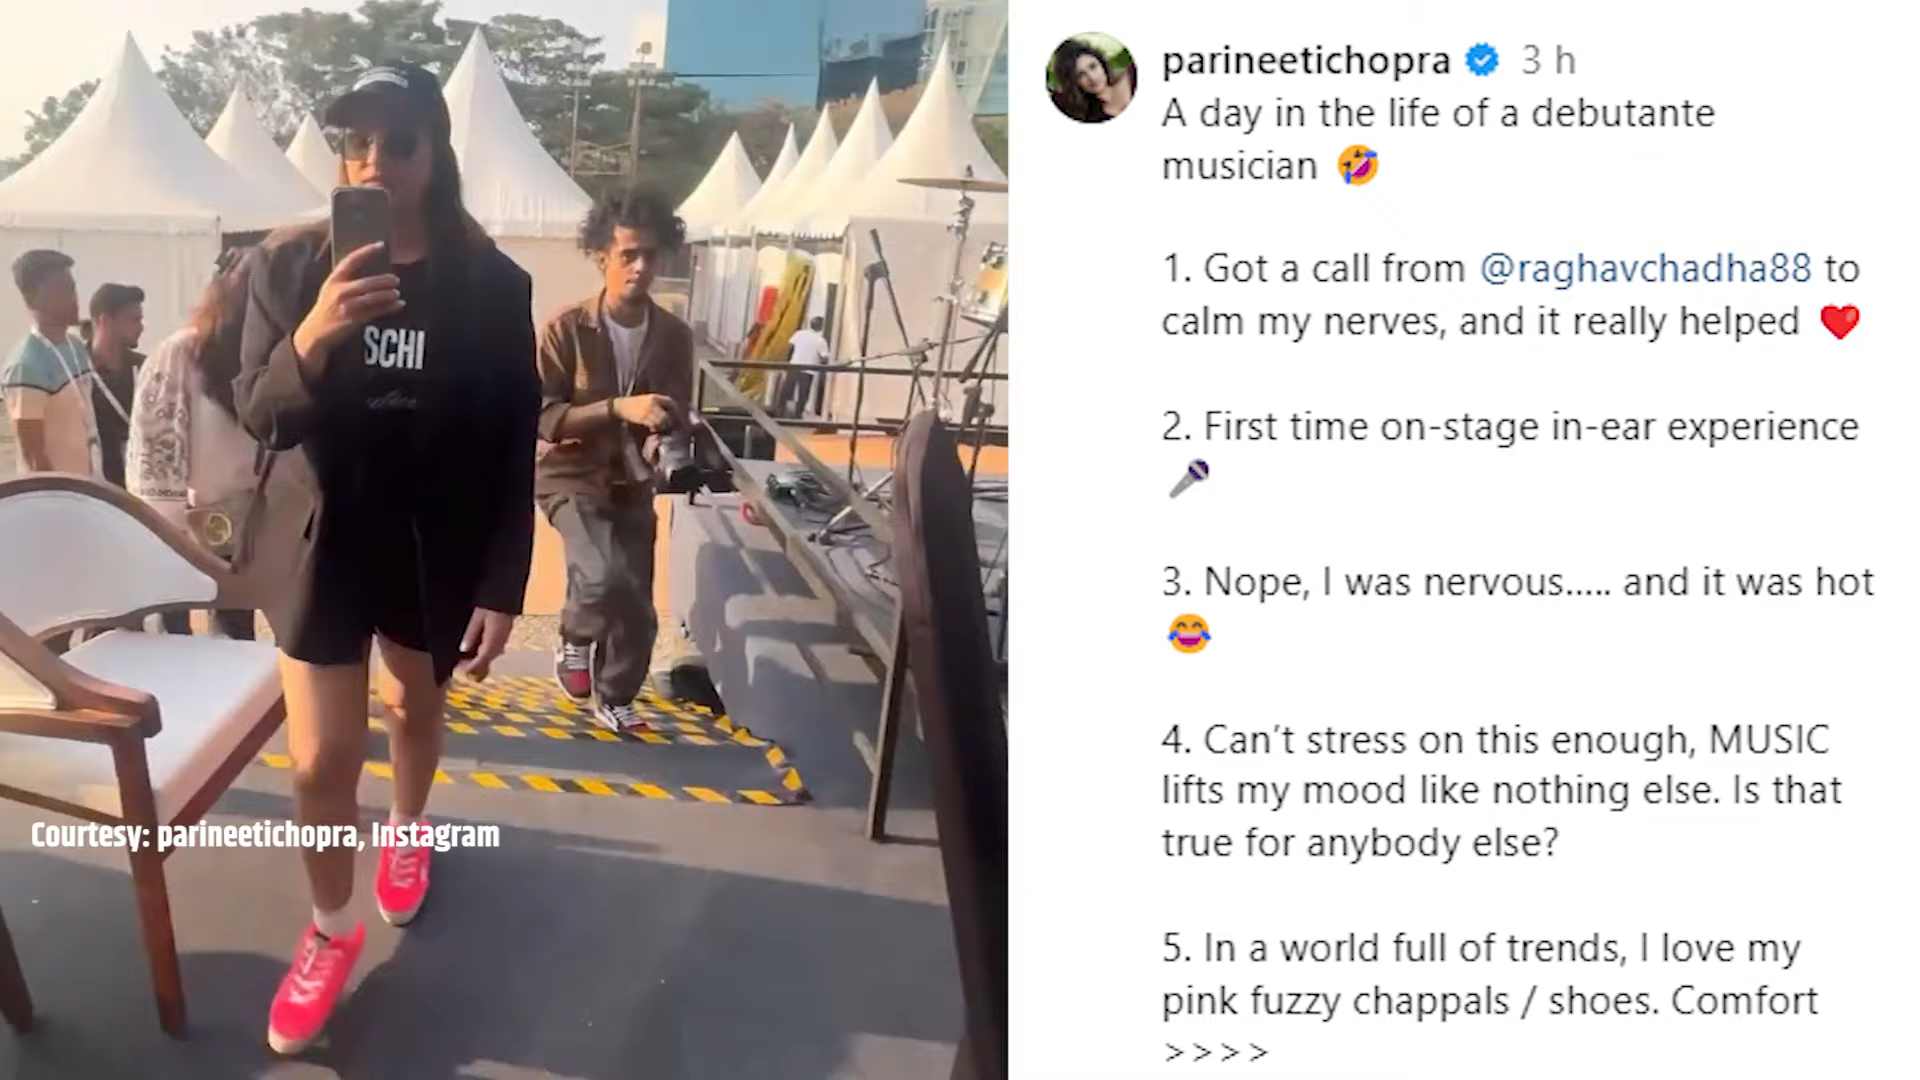 parineetichopra 3 h
A day in the life of a debutante
musician 🤣
1. Got a call from @raghavchadha88 to
calm my nerves, and it really helped ❤️
2. First time on-stage in-ear experience
🎤
3. Nope, I was nervous..... and it was hot
😂
4. Can’t stress on this enough, MUSIC
lifts my mood like nothing else. Is that
true for anybody else?
5. In a world full of trends, I love my
pink fuzzy chappals / shoes. Comfort
>>>>
SCHI
Courtesy: parineetichopra, Instagram